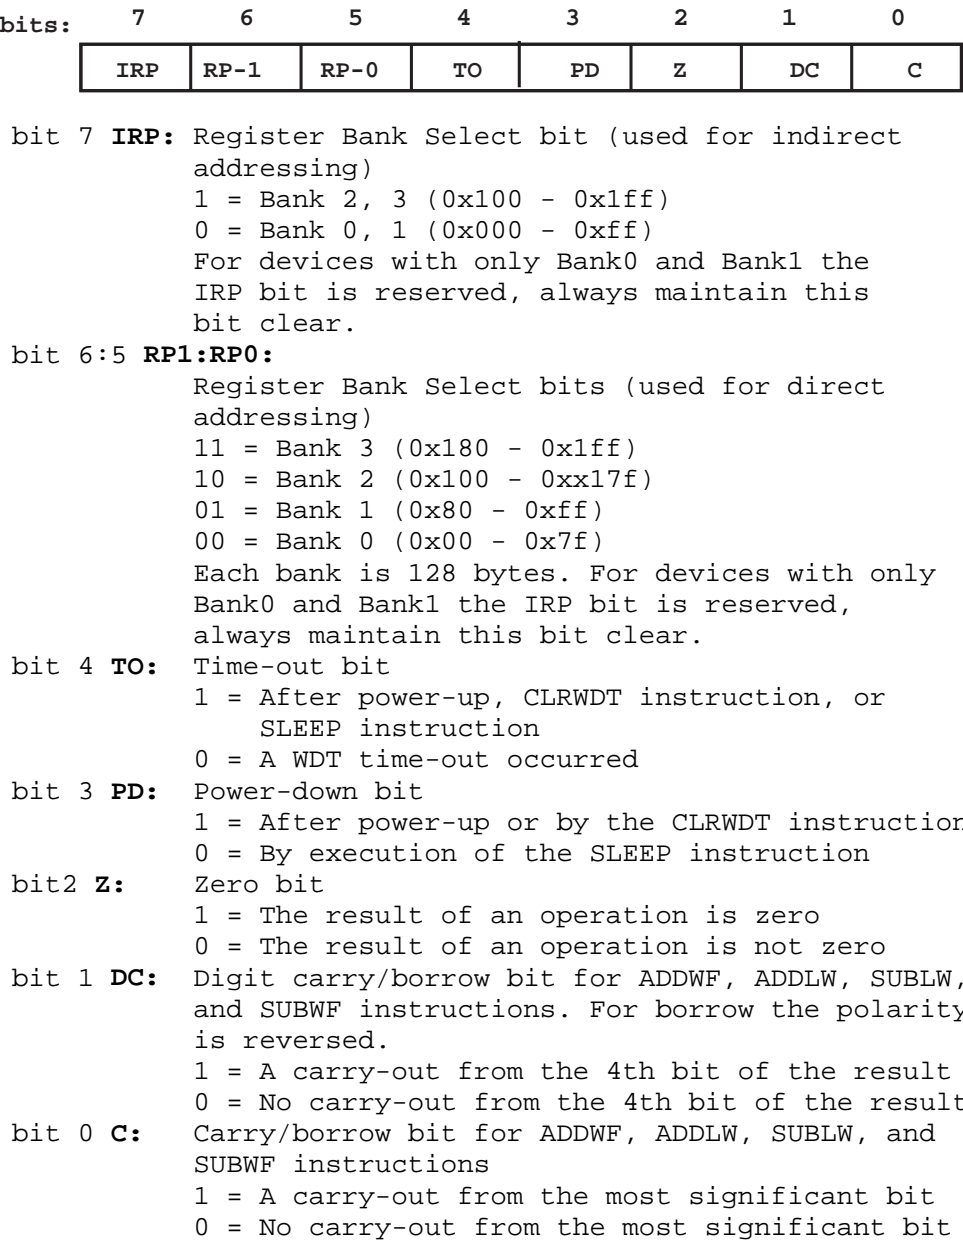 bits: 7 6 5 4 3 2 1 0
IRP RP-1 RP-0 TO PD Z DC C
bit 7 IRP: Register Bank Select bit (used for indirect
addressing)
1 = Bank 2, 3 (0x100 - 0x1ff)
0 = Bank 0, 1 (0x000 - 0xff)
For devices with only Bank0 and Bank1 the
IRP bit is reserved, always maintain this
bit clear.
bit 6:5 RP1:RP0:
Register Bank Select bits (used for direct
addressing)
11 = Bank 3 (0x180 - 0x1ff)
10 = Bank 2 (0x100 - 0xx17f)
01 = Bank 1 (0x80 - 0xff)
00 = Bank 0 (0x00 - 0x7f)
Each bank is 128 bytes. For devices with only
Bank0 and Bank1 the IRP bit is reserved,
always maintain this bit clear.
bit 4 TO: Time-out bit
1 = After power-up, CLRWDT instruction, or
SLEEP instruction
0 = A WDT time-out occurred
bit 3 PD: Power-down bit
1 = After power-up or by the CLRWDT instruction
0 = By execution of the SLEEP instruction
bit2 Z: Zero bit
1 = The result of an operation is zero
0 = The result of an operation is not zero
bit 1 DC: Digit carry/borrow bit for ADDWF, ADDLW, SUBLW,
and SUBWF instructions. For borrow the polarity
is reversed.
1 = A carry-out from the 4th bit of the result
0 = No carry-out from the 4th bit of the result
bit 0 C: Carry/borrow bit for ADDWF, ADDLW, SUBLW, and
SUBWF instructions
1 = A carry-out from the most significant bit
0 = No carry-out from the most significant bit